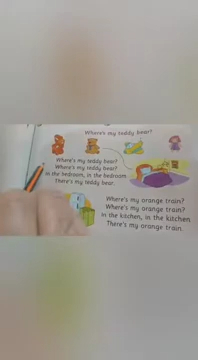 Where's my teddy bear?
Where's my teddy bear?
Where's my teddy bear?
In the bedroom, in the bedroom
There's my teddy bear.
Where's my orange train?
Where's my orange train?
In the kitchen, in the kitchen
There's my orange train.